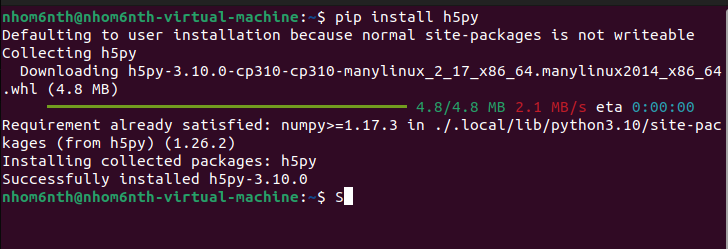 nhom6nth@nhom6nth-virtual-machine:~$ pip install h5py
Defaulting to user installation because normal site-packages is not writeable
Collecting h5py
  Downloading h5py-3.10.0-cp310-cp310-manylinux_2_17_x86_64.manylinux2014_x86_64
.whl (4.8 MB)
4.8/4.8 MB 2.1 MB/s eta 0:00:00
Requirement already satisfied: numpy>=1.17.3 in ./.local/lib/python3.10/site-pac
kages (from h5py) (1.26.2)
Installing collected packages: h5py
Successfully installed h5py-3.10.0
nhom6nth@nhom6nth-virtual-machine:~$ S